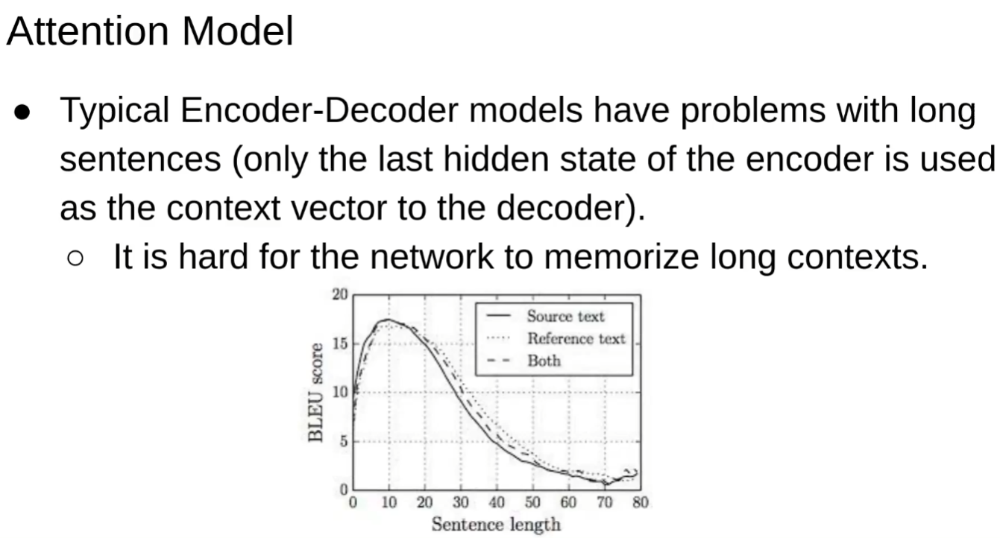 Attention Model
● Typical Encoder-Decoder models have problems with long
sentences (only the last hidden state of the encoder is used
as the context vector to the decoder).
○ It is hard for the network to memorize long contexts.
20
15
10
5
0
BLEU score
Source text
Reference text
Both
0 10 20 30 40 50 60 70 80
Sentence length